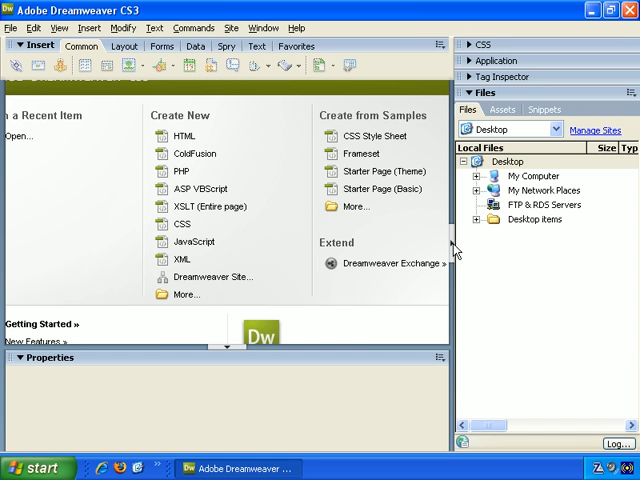 Adobe Dreamweaver CS3
File Edit View Insert Modify Text Commands Site Window Help
Insert Common Layout Forms Data Spry Text Favorites
CSS
Application
Tag Inspector
Files
Files Assets Snippets
Desktop Manage Sites
Local Files Size Typ
Desktop
My Computer
My Network Places
FTP & RDS Servers
Desktop items
Log...
n a Recent Item
Open...
Create New
HTML
ColdFusion
PHP
ASP VBScript
XSLT (Entire page)
CSS
JavaScript
XML
Dreamweaver Site...
More...
Create from Samples
CSS Style Sheet
Frameset
Starter Page (Theme)
Starter Page (Basic)
More...
Extend
Dreamweaver Exchange »
Getting Started »
New Features »
Dw
Properties
start
Adobe Dreamweaver ...